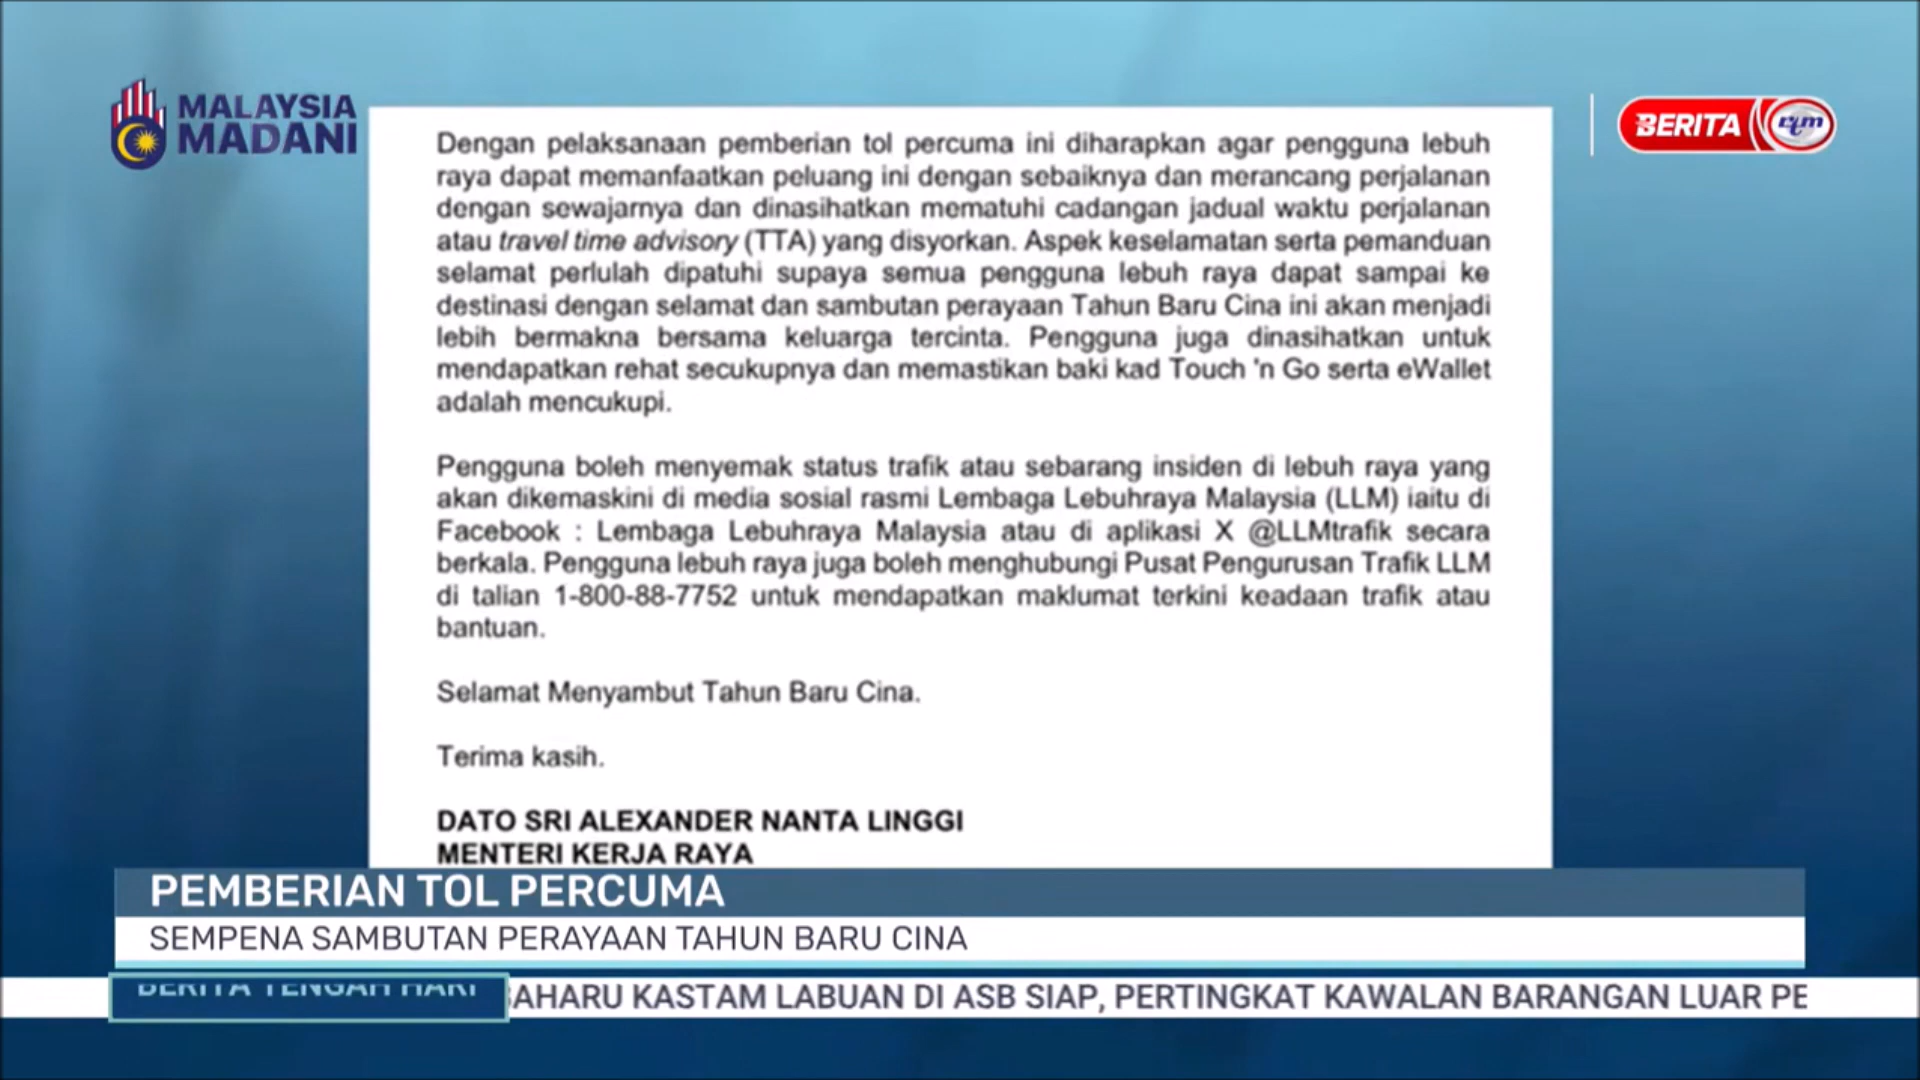 MALAYSIA
MADANI
BERITA rtm
Dengan pelaksanaan pemberian tol percuma ini diharapkan agar pengguna lebuh
raya dapat memanfaatkan peluang ini dengan sebaiknya dan merancang perjalanan
dengan sewajarnya dan dinasihatkan mematuhi cadangan jadual waktu perjalanan
atau travel time advisory (TTA) yang disyorkan. Aspek keselamatan serta pemanduan
selamat perlulah dipatuhi supaya semua pengguna lebuh raya dapat sampai ke
destinasi dengan selamat dan sambutan perayaan Tahun Baru Cina ini akan menjadi
lebih bermakna bersama keluarga tercinta. Pengguna juga dinasihatkan untuk
mendapatkan rehat secukupnya dan memastikan baki kad Touch 'n Go serta eWallet
adalah mencukupi.
Pengguna boleh menyemak status trafik atau sebarang insiden di lebuh raya yang
akan dikemaskini di media sosial rasmi Lembaga Lebuhraya Malaysia (LLM) iaitu di
Facebook : Lembaga Lebuhraya Malaysia atau di aplikasi X @LLMtrafik secara
berkala. Pengguna lebuh raya juga boleh menghubungi Pusat Pengurusan Trafik LLM
di talian 1-800-88-7752 untuk mendapatkan maklumat terkini keadaan trafik atau
bantuan.
Selamat Menyambut Tahun Baru Cina.
Terima kasih.
DATO SRI ALEXANDER NANTA LINGGI
MENTERI KERJA RAYA
PEMBERIAN TOL PERCUMA
SEMPENA SAMBUTAN PERAYAAN TAHUN BARU CINA
BERITA TENGAH HARI
AHARU KASTAM LABUAN DI ASB SIAP, PERTINGKAT KAWALAN BARANGAN LUAR PE